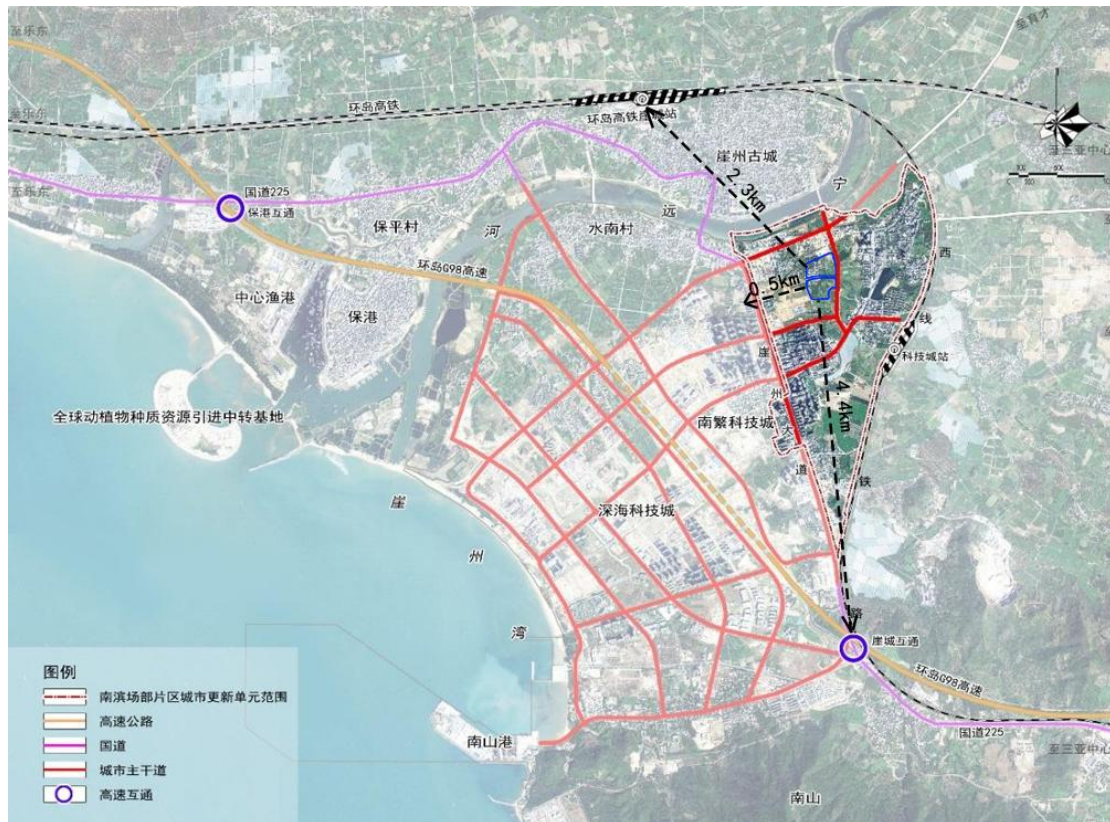 至乐东
至育才
环岛高铁
环岛高铁崖城站
至三亚中心
崖州古城
至乐东
国道225
保港互通
2.3km
宁
远
河
水南村
保平村
西
线
铁
路
环岛G98高速
0.5km
中心渔港
保港
崖
州
大
道
科技城站
4.4km
全球动植物种质资源引进中转基地
南繁科技城
深海科技城
崖
州
湾
崖城互通
环岛G98高速
国道225
至三亚中心
南山港
南山
图例
南滨场部片区城市更新单元范围
高速公路
国道
城市主干道
高速互通